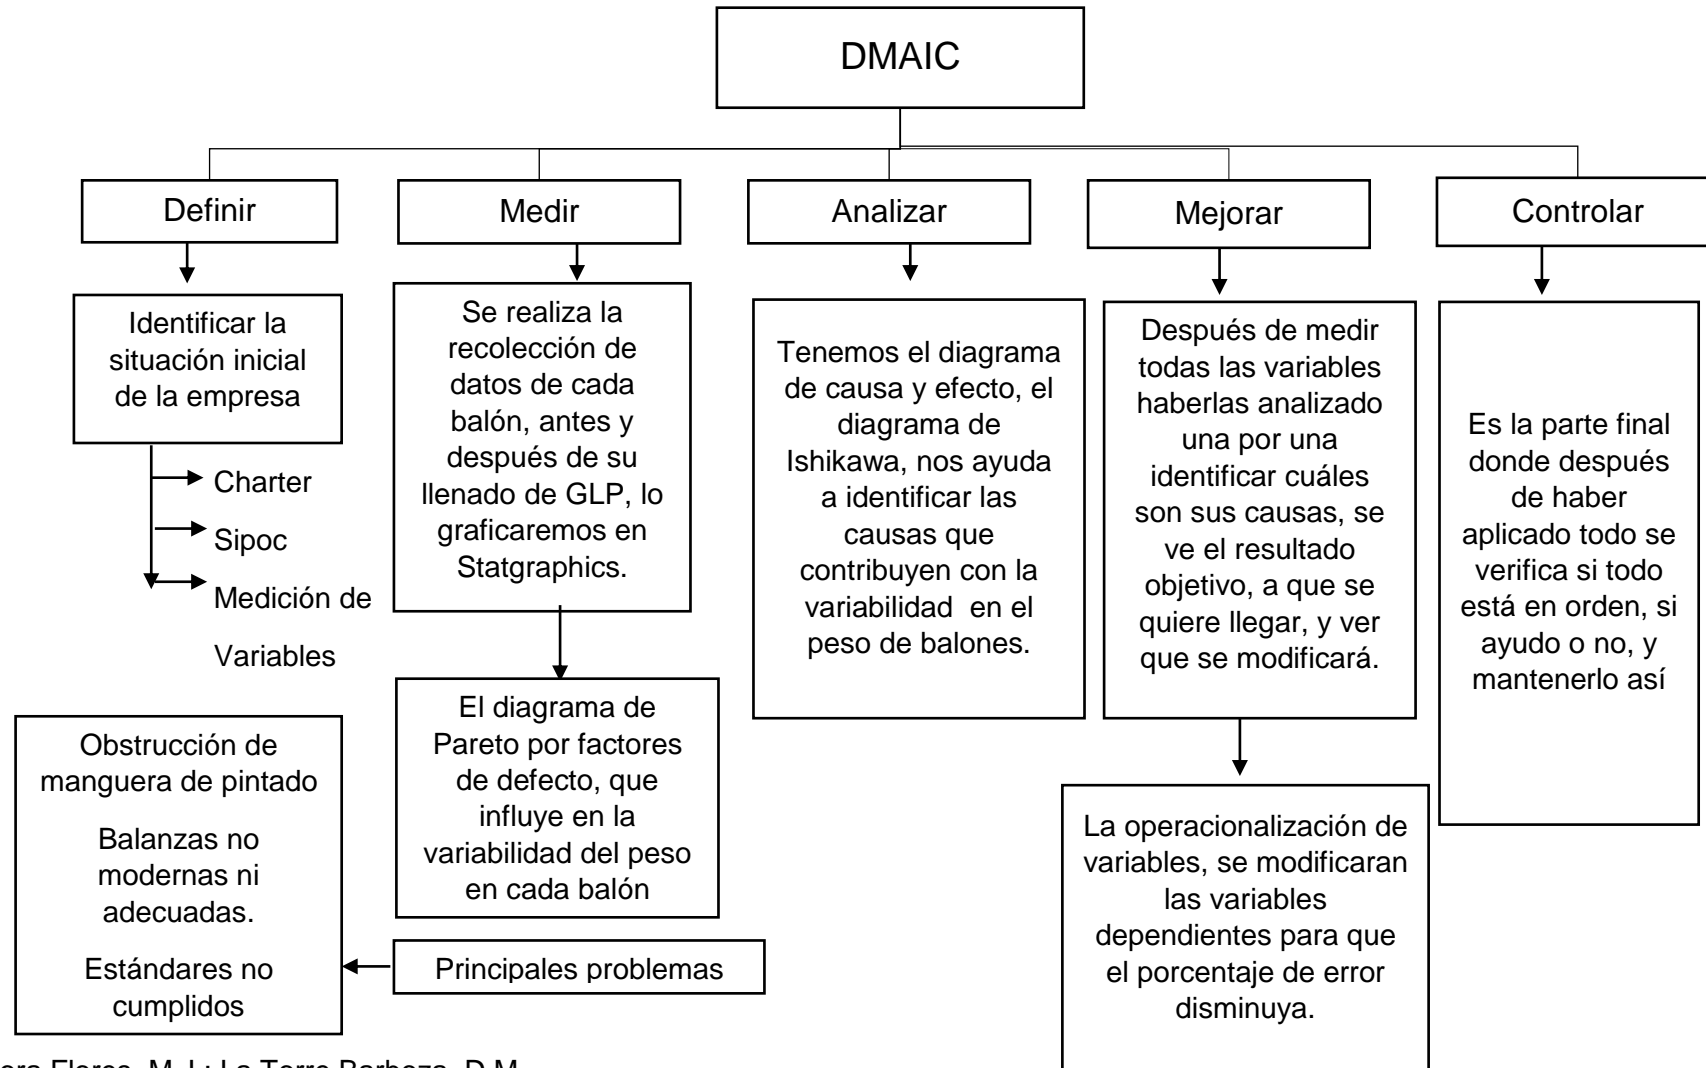 DMAIC
Definir
Medir
Analizar
Mejorar
Controlar
Identificar la
situación inicial
de la empresa
Charter
Sipoc
Medición de
Variables
Obstrucción de
manguera de pintado
Balanzas no
modernas ni
adecuadas.
Estándares no
cumplidos
Se realiza la
recolección de
datos de cada
balón, antes y
después de su
llenado de GLP, lo
graficaremos en
Statgraphics.
El diagrama de
Pareto por factores
de defecto, que
influye en la
variabilidad del peso
en cada balón
Principales problemas
Tenemos el diagrama
de causa y efecto, el
diagrama de
Ishikawa, nos ayuda
a identificar las
causas que
contribuyen con la
variabilidad en el
peso de balones.
Después de medir
todas las variables
haberlas analizado
una por una
identificar cuáles
son sus causas, se
ve el resultado
objetivo, a que se
quiere llegar, y ver
que se modificará.
La operacionalización de
variables, se modificaran
las variables
dependientes para que
el porcentaje de error
disminuya.
Es la parte final
donde después
de haber
aplicado todo se
verifica si todo
está en orden, si
ayudo o no, y
mantenerlo así
Flores, M. J.; La Torre Barboza, D.M.